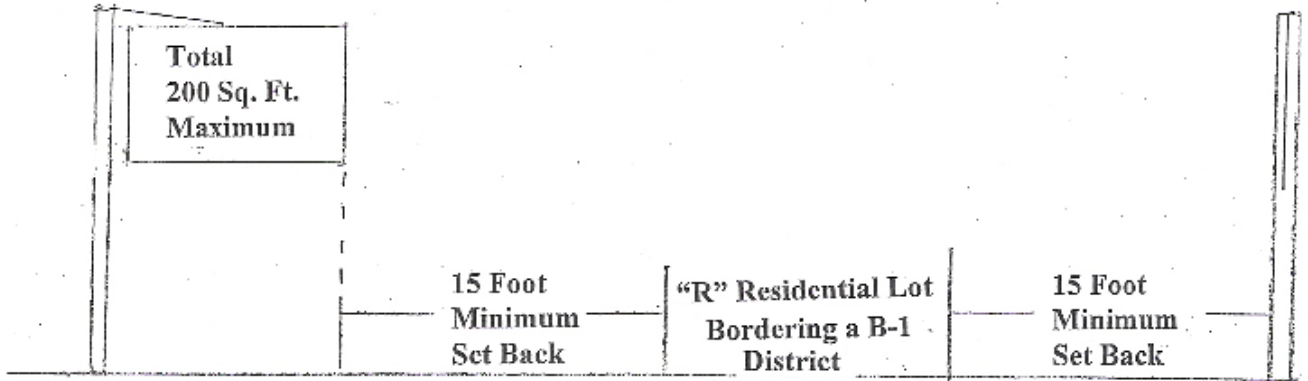 Total
200 Sq. Ft.
Maximum
15 Foot
Minimum
Set Back
“R” Residential Lot
Bordering a B-1
District
15 Foot
Minimum
Set Back